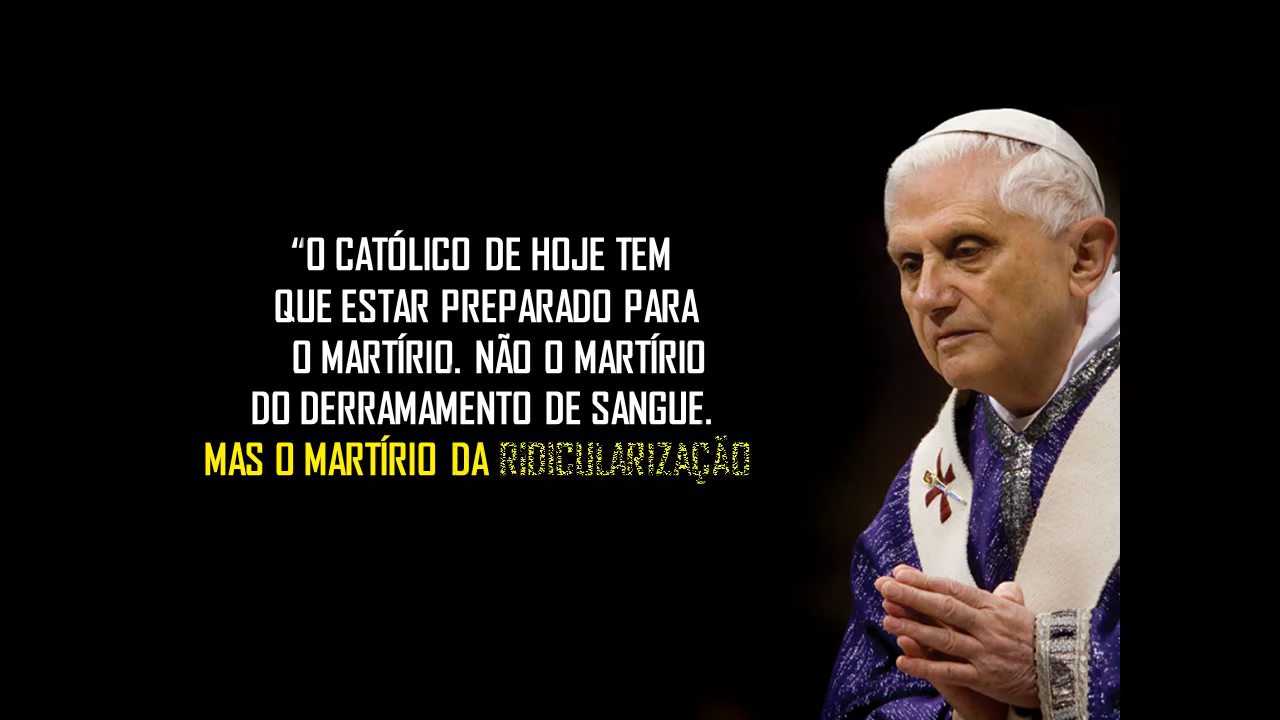 “O CATÓLICO DE HOJE TEM
QUE ESTAR PREPARADO PARA
O MARTÍRIO. NÃO O MARTÍRIO
DO DERRAMAMENTO DE SANGUE.
MAS O MARTÍRIO DA RIDICULARIZAÇÃO